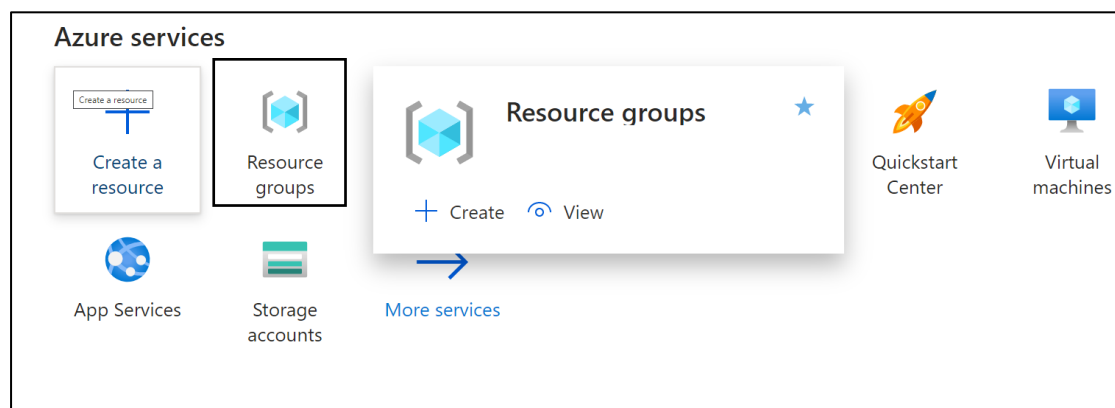 Azure services
Create a resource
Create a
resource
Resource
groups
Resource groups
Create
View
Quickstart
Center
Virtual
machines
App Services
Storage
accounts
More services